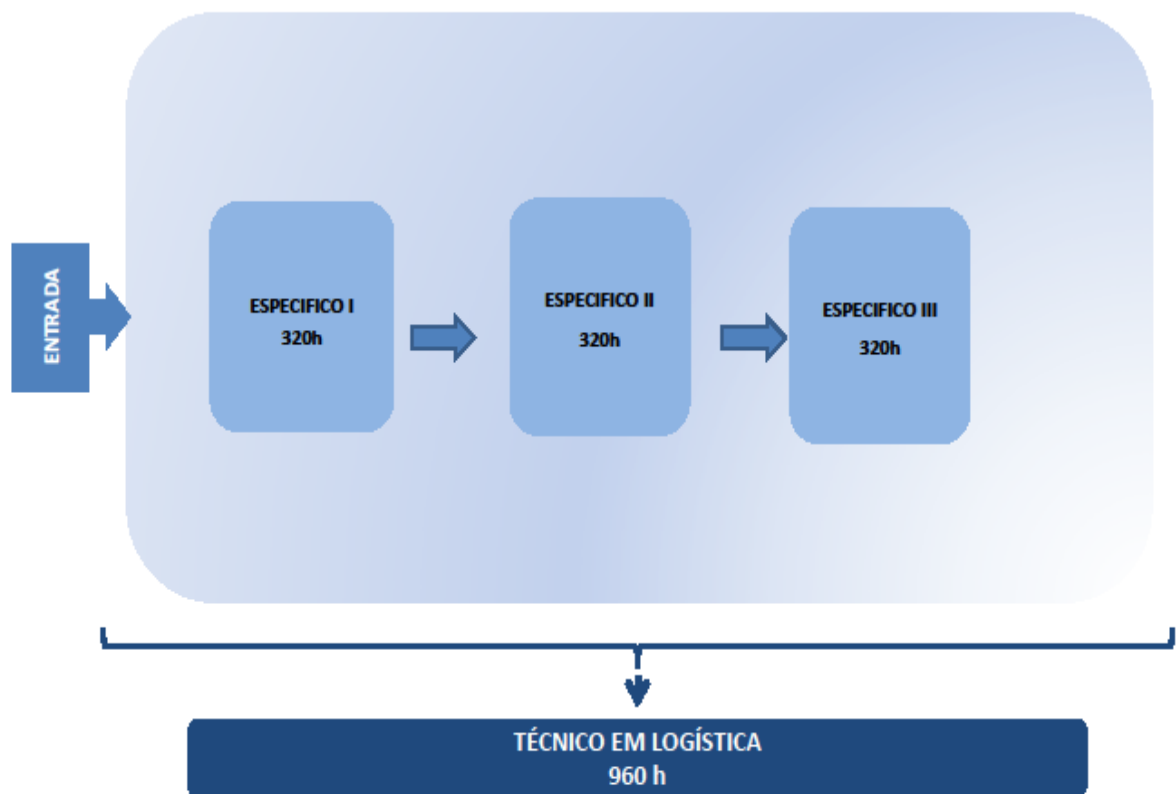 ENTRADA
ESPECIFICO I
320h
ESPECIFICO II
320h
ESPECIFICO III
320h
TÉCNICO EM LOGÍSTICA
960 h